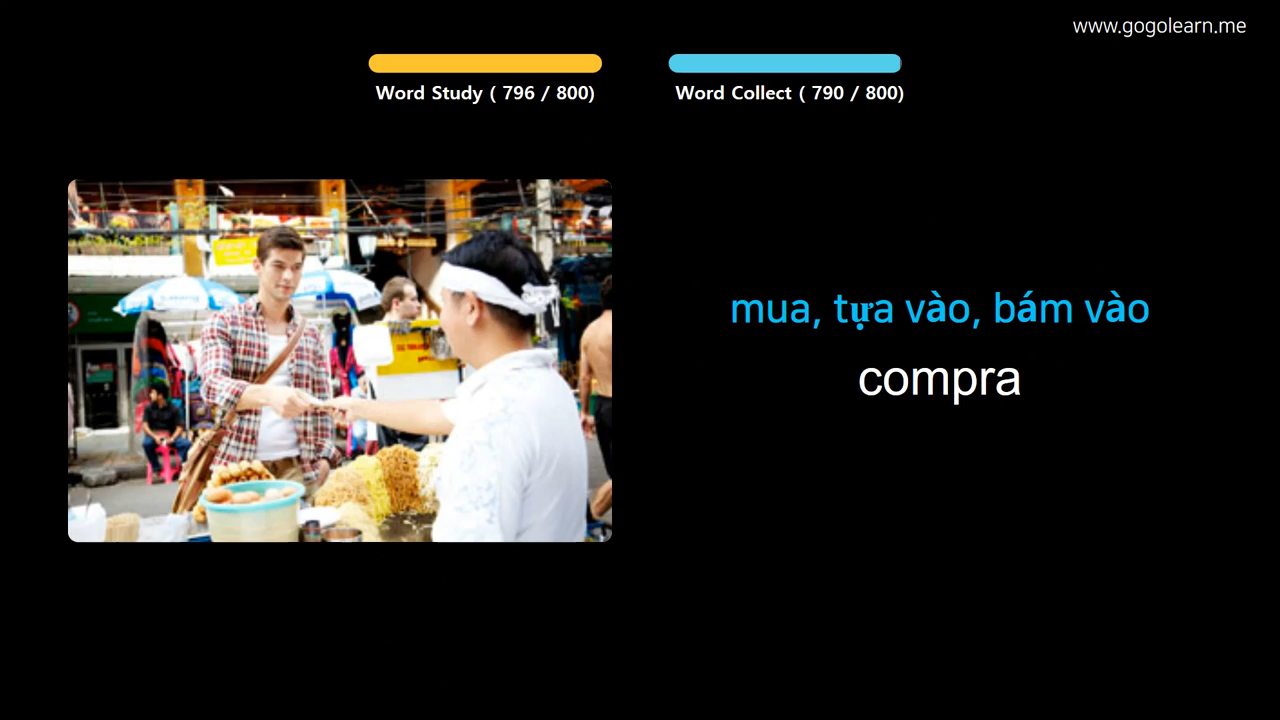 www.gogolearn.me
Word Study ( 796 / 800)
Word Collect ( 790 / 800)
mua, tựa vào, bám vào
compra